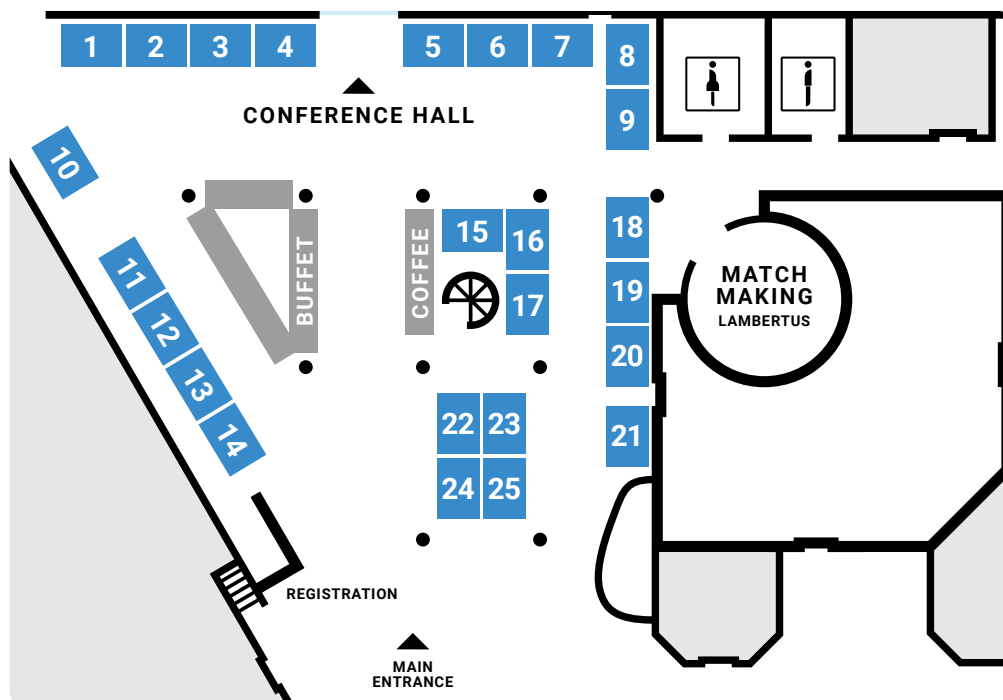 1 2 3 4 5 6 7 8
CONFERENCE HALL
9
10
11
12
13
14
BUFFET
COFFEE
15 16
17
18
19
20
21
MATCH
MAKING
LAMBERTUS
22 23
24 25
REGISTRATION
MAIN
ENTRANCE